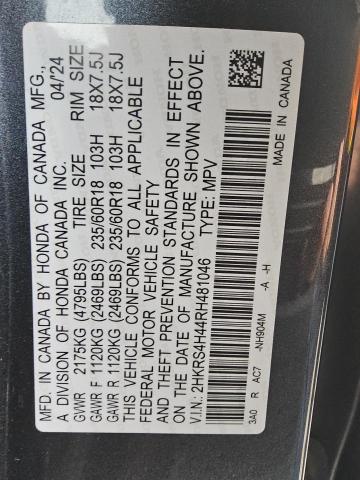 MFD. IN CANADA BY HONDA OF CANADA MFG.,
A DIVISION OF HONDA CANADA INC. 04/24
GVWR 2175KG (4795LBS) TIRE SIZE RIM SIZE
GAWR F 1120KG (2469LBS) 235/60R18 103H 18X7.5J
GAWR R 1120KG (2469LBS) 235/60R18 103H 18X7.5J
THIS VEHICLE CONFORMS TO ALL APPLICABLE
FEDERAL MOTOR VEHICLE SAFETY
AND THEFT PREVENTION STANDARDS IN EFFECT
ON THE DATE OF MANUFACTURE SHOWN ABOVE.
V.I.N.: 2HKRS4H44RH481046 TYPE: MPV
3A0 R AC7 -NH904M -A -H
MADE IN CANADA